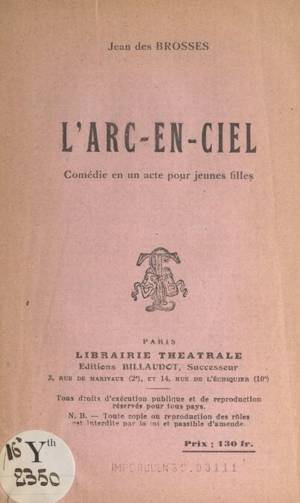 Jean des BROSSES
L'ARC-EN-CIEL
Comédie en un acte pour jeunes filles
PARIS
LIBRAIRIE THEATRALE
Editions BILLAUDOT, Successeur
3, RUE DE MARIVAUX (2e), ET 14, RUE DE L'ÉCHIQUIER (10e)
Tous droits d'exécution publique et de reproduction
réservés pour tous pays.
N. B. — Toute copie ou reproduction des rôles
est interdite par la loi et passible d'amende.
Prix : 130 fr.
16° Yth
2350